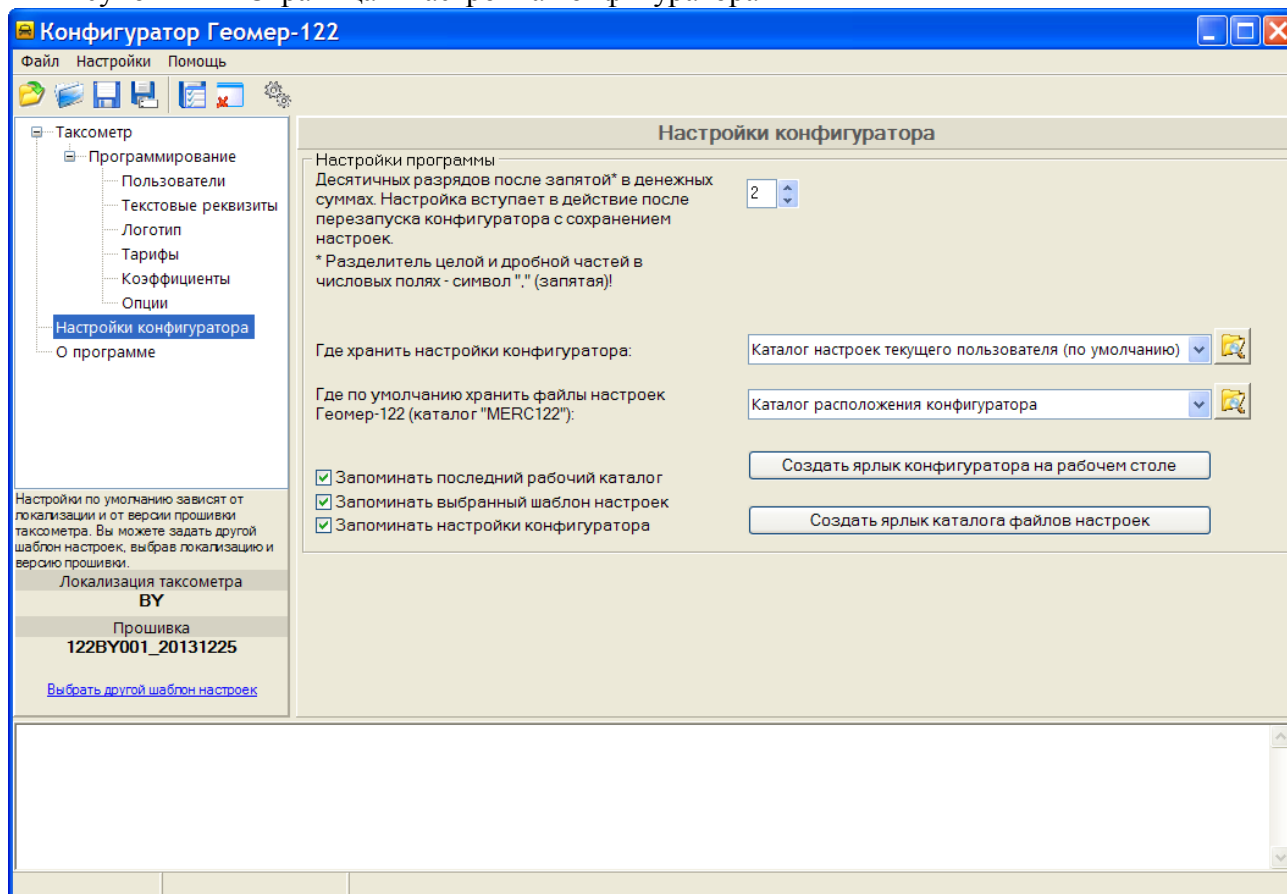 Конфигуратор Геомер-122
Файл Настройки Помощь
Таксометр
Программирование
Пользователи
Текстовые реквизиты
Логотип
Тарифы
Коэффициенты
Опции
Настройки конфигуратора
О программе
Настройки по умолчанию зависят от
локализации и от версии прошивки
таксометра. Вы можете задать другой
шаблон настроек, выбрав локализацию и
версию прошивки.
Локализация таксометра
BY
Прошивка
122BY001_20131225
Выбрать другой шаблон настроек
Настройки конфигуратора
Настройки программы
Десятичных разрядов после запятой* в денежных
суммах. Настройка вступает в действие после
перезапуска конфигуратора с сохранением
настроек.
2
* Разделитель целой и дробной частей в
числовых полях - символ "," (запятая)!
Где хранить настройки конфигуратора:
Каталог настроек текущего пользователя (по умолчанию)
Где по умолчанию хранить файлы настроек
Геомер-122 (каталог "MERC122"):
Каталог расположения конфигуратора
Запоминать последний рабочий каталог
Запоминать выбранный шаблон настроек
Запоминать настройки конфигуратора
Создать ярлык конфигуратора на рабочем столе
Создать ярлык каталога файлов настроек